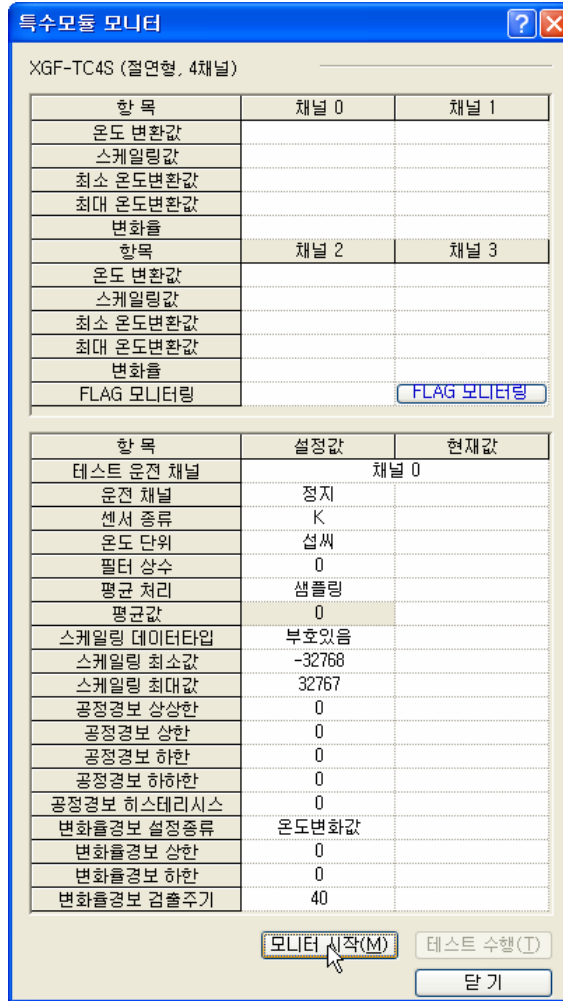 특수모듈 모니터
XGF-TC4S (절연형, 4채널)
항 목 채널 0 채널 1
온도 변환값
스케일링값
최소 온도변환값
최대 온도변환값
변화율
항목 채널 2 채널 3
온도 변환값
스케일링값
최소 온도변환값
최대 온도변환값
변화율
FLAG 모니터링 FLAG 모니터링
항 목 설정값 현재값
테스트 운전 채널 채널 0
운전 채널 정지
센서 종류 K
온도 단위 섭씨
필터 상수 0
평균 처리 샘플링
평균값 0
스케일링 데이터타입 부호있음
스케일링 최소값 -32768
스케일링 최대값 32767
공정경보 상상한 0
공정경보 상한 0
공정경보 하한 0
공정경보 하하한 0
공정경보 히스테리시스 0
변화율경보 설정종류 온도변화값
변화율경보 상한 0
변화율경보 하한 0
변화율경보 검출주기 40
모니터 시작(M) 테스트 수행(T)
닫 기